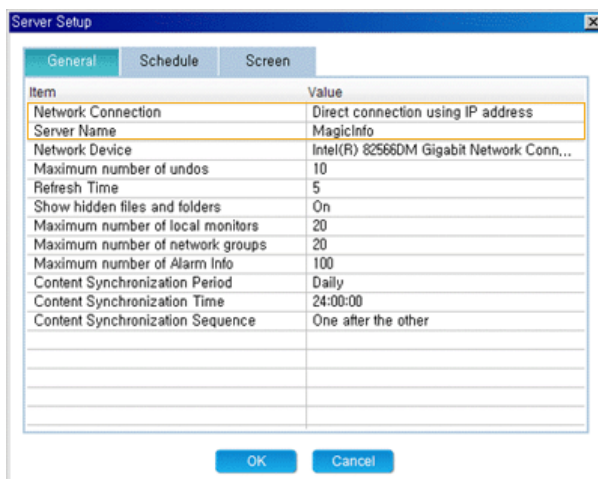 Server Setup
General Schedule Screen
Item Value
Network Connection Direct connection using IP address
Server Name MagicInfo
Network Device Intel(R) 82566DM Gigabit Network Conn,,,
Maximum number of undos 10
Refresh Time 5
Show hidden files and folders On
Maximum number of local monitors 20
Maximum number of network groups 20
Maximum number of Alarm Info 100
Content Synchronization Period Daily
Content Synchronization Time 24:00:00
Content Synchronization Sequence One after the other
OK Cancel